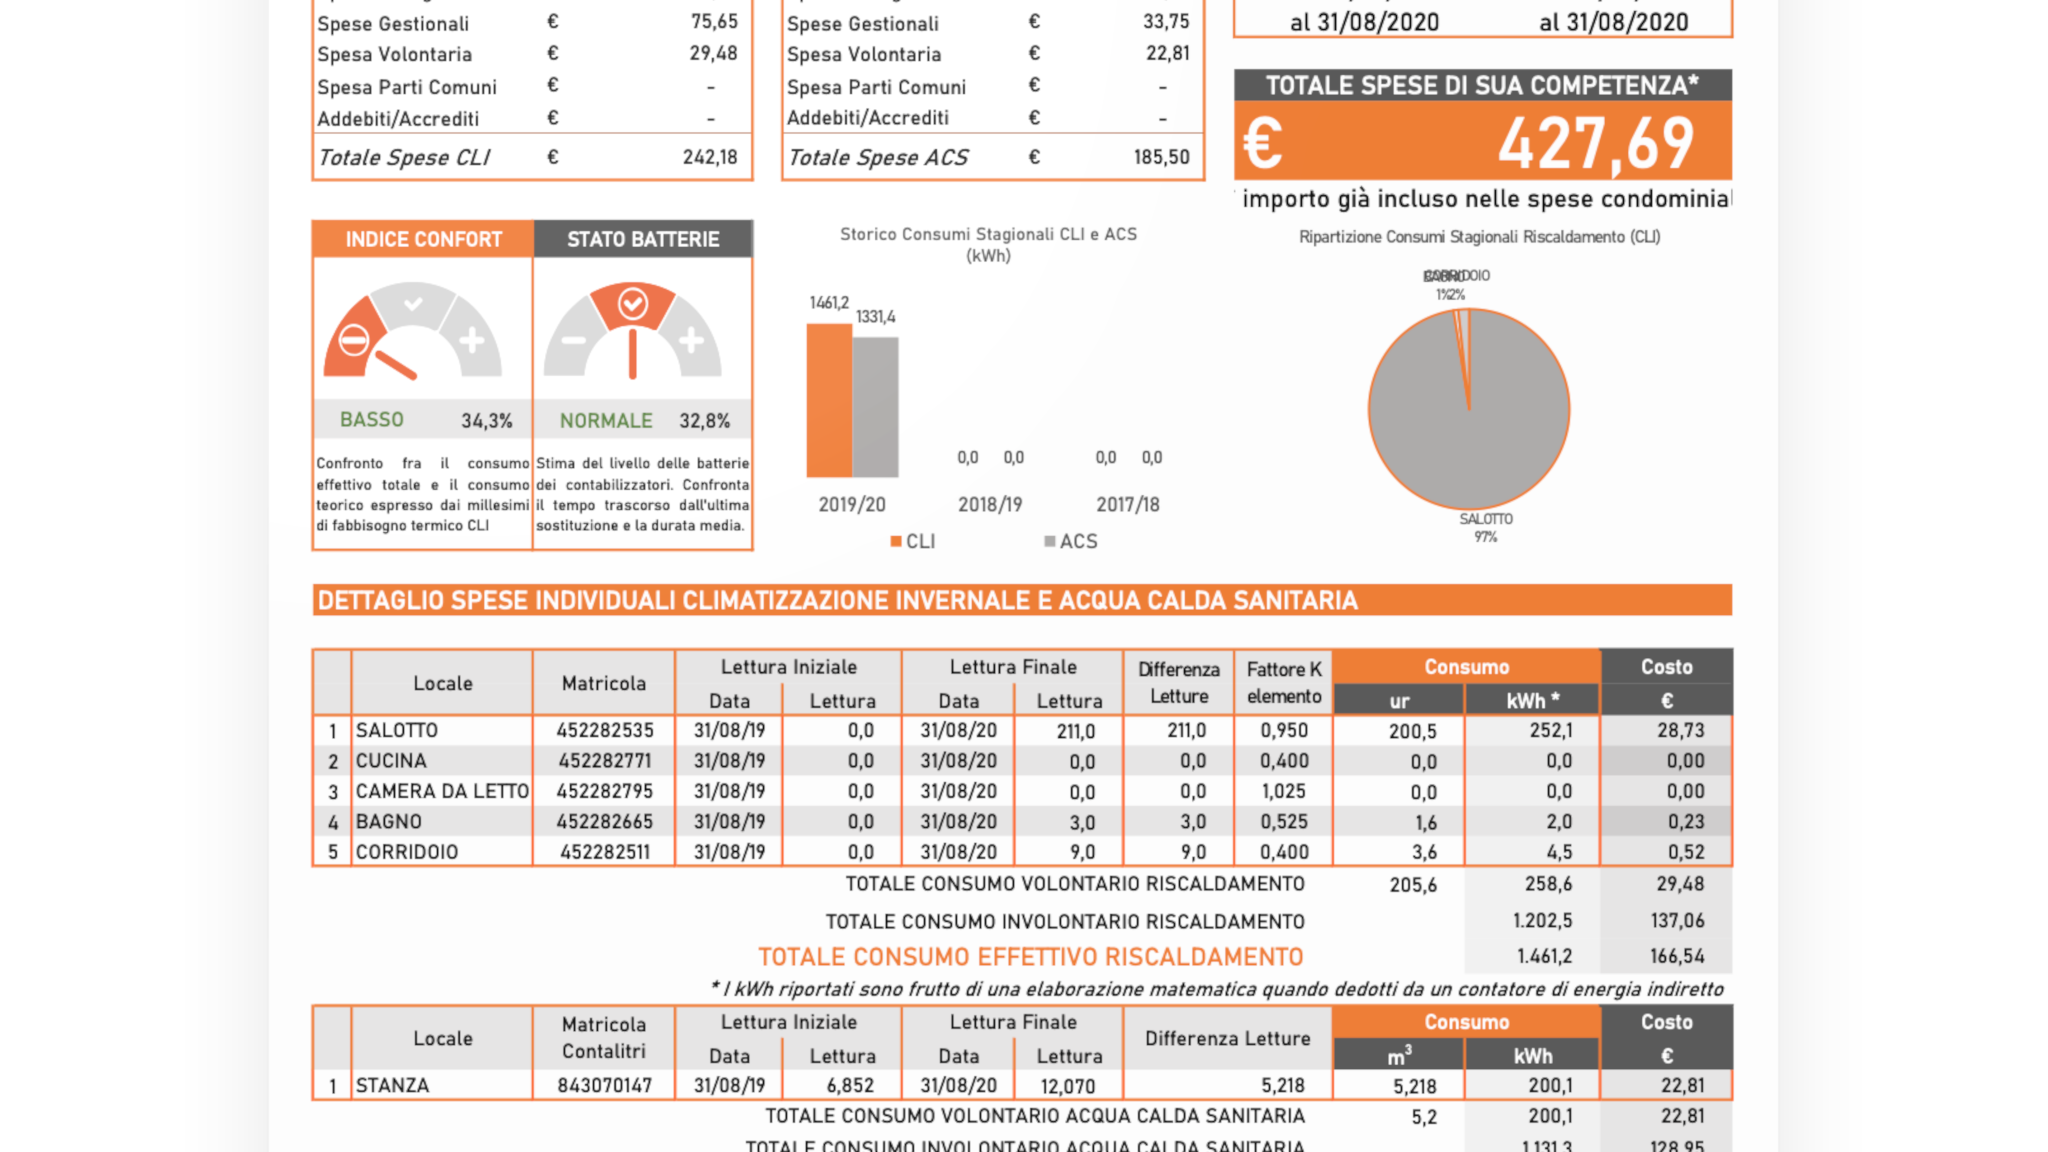 Spese Gestionali € 75,65
Spesa Volontaria € 29,48
Spesa Parti Comuni € -
Addebiti/Accrediti € -
Totale Spese CLI € 242,18
Spese Gestionali € 33,75
Spesa Volontaria € 22,81
Spesa Parti Comuni € -
Addebiti/Accrediti € -
Totale Spese ACS € 185,50
al 31/08/2020 al 31/08/2020
TOTALE SPESE DI SUA COMPETENZA*
€ 427,69
importo già incluso nelle spese
INDICE CONFORT
BASSO 34,3%
Confronto fra il consumo
effettivo totale e il consumo
teorico espresso dai millesimi
di fabbisogno termico CLI
STATO BATTERIE
NORMALE 32,8%
Stima del livello delle batterie
dei contabilizzatori. Confronta
il tempo trascorso dall'ultima
sostituzione e la durata media.
Storico Consumi Stagionali CLI e ACS
(kWh)
1461,2
1331,4
0,0 0,0 0,0 0,0
2019/20 2018/19 2017/18
CLI ACS
Ripartizione Consumi Stagionali Riscaldamento (CLI)
CORRIDOIO
1% 2%
SALOTTO
97%
DETTAGLIO SPESE INDIVIDUALI CLIMATIZZAZIONE INVERNALE E ACQUA CALDA SANITARIA
Locale Matricola Lettura Iniziale Lettura Finale Differenza Letture Fattore K elemento Consumo Costo
Data Lettura Data Lettura ur kWh * €
1 SALOTTO 452282535 31/08/19 0,0 31/08/20 211,0 211,0 0,950 200,5 252,1 28,73
2 CUCINA 452282771 31/08/19 0,0 31/08/20 0,0 0,0 0,400 0,0 0,0 0,00
3 CAMERA DA LETTO 452282795 31/08/19 0,0 31/08/20 0,0 0,0 1,025 0,0 0,0 0,00
4 BAGNO 452282665 31/08/19 0,0 31/08/20 3,0 3,0 0,525 1,6 2,0 0,23
5 CORRIDOIO 452282511 31/08/19 0,0 31/08/20 9,0 9,0 0,400 3,6 4,5 0,52
TOTALE CONSUMO VOLONTARIO RISCALDAMENTO 205,6 258,6 29,48
TOTALE CONSUMO INVOLONTARIO RISCALDAMENTO 1.202,5 137,06
TOTALE CONSUMO EFFETTIVO RISCALDAMENTO 1.461,2 166,54
* I kWh riportati sono frutto di una elaborazione matematica quando dedotti da un contatore di energia indiretto
Locale Matricola Contalitri Lettura Iniziale Lettura Finale Differenza Letture Consumo Costo
Data Lettura Data Lettura m³ kWh €
1 STANZA 843070147 31/08/19 6,852 31/08/20 12,070 5,218 5,218 200,1 22,81
TOTALE CONSUMO VOLONTARIO ACQUA CALDA SANITARIA 5,2 200,1 22,81
TOTALE CONSUMO INVOLONTARIO ACQUA CALDA SANITARIA 1.131,3 128,95